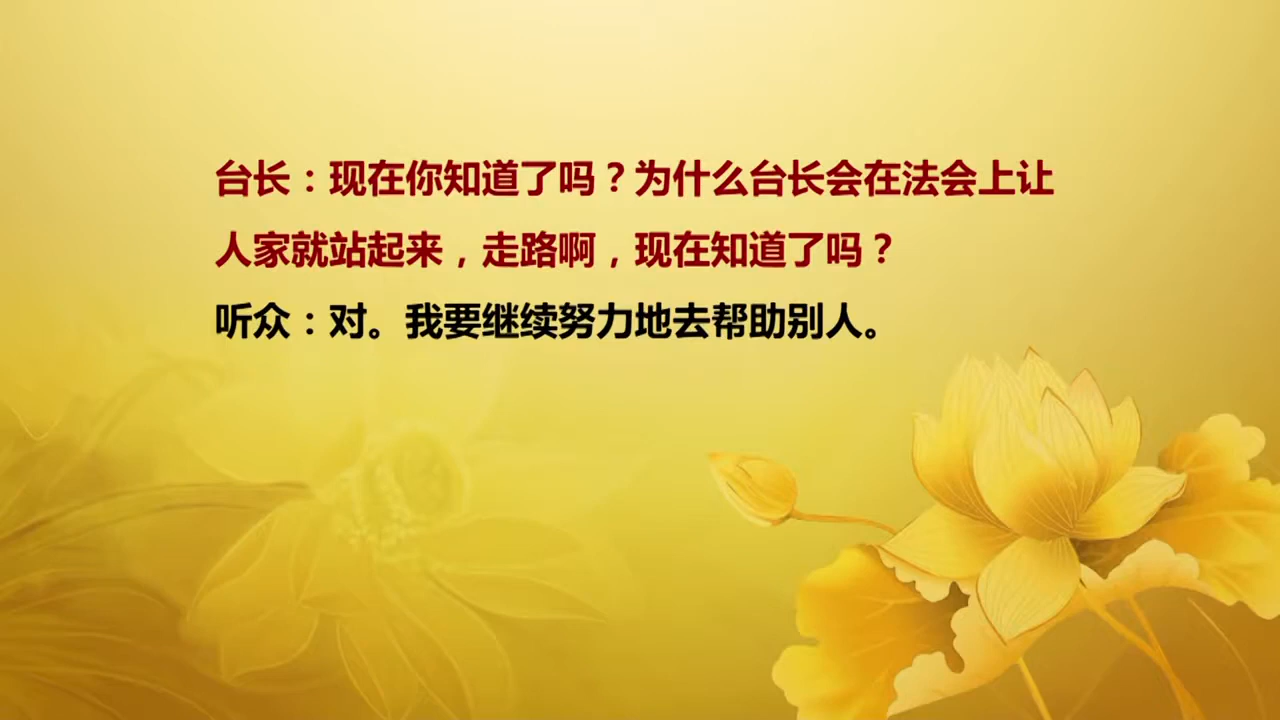 台长：现在你知道了吗？为什么台长会在法会上让
人家就站起来，走路啊，现在知道了吗？
听众：对。我要继续努力地去帮助别人。